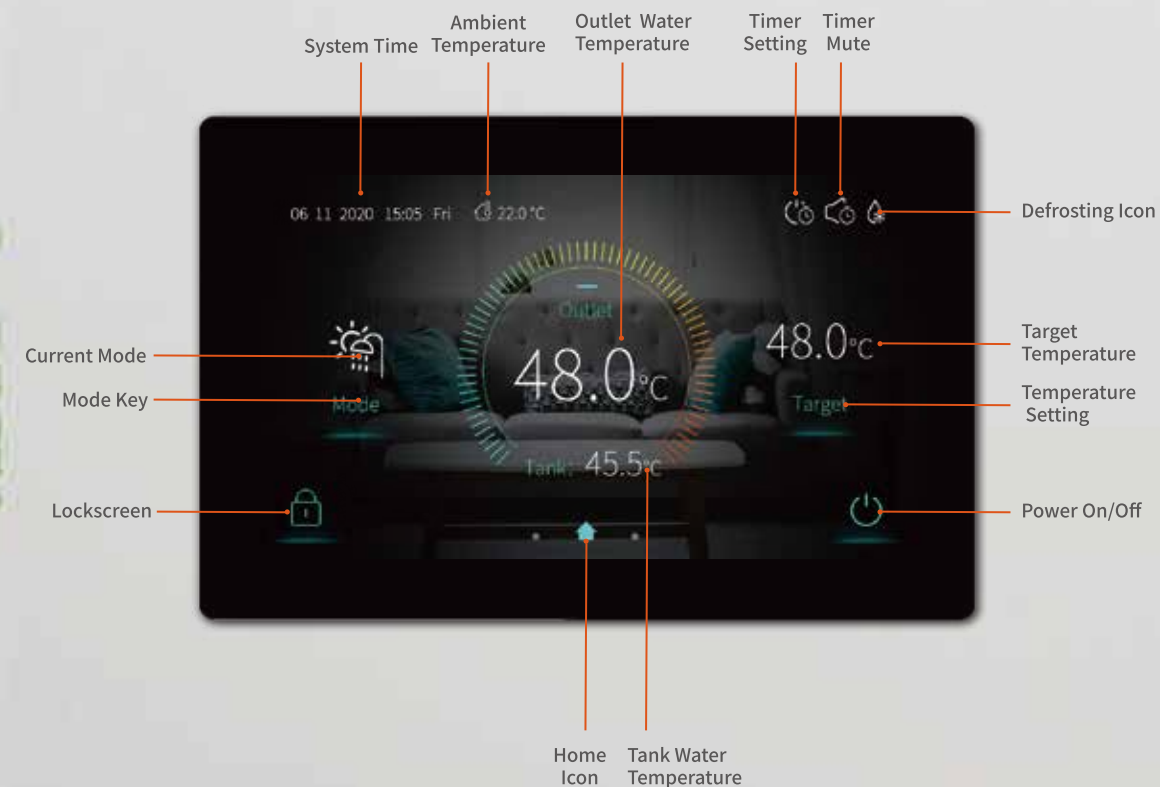 Ambient
Temperature
Outlet Water
Temperature
Timer
Setting
Timer
Mute
System Time
06 11 2020 15:05 Fri 22.0°C
Defrosting Icon
Outlet
48.0°C
48.0°C
Target
Temperature
Current Mode
Mode Key
Mode
Target
Temperature
Setting
Tank: 45.5°C
Lockscreen
Power On/Off
Home
Icon
Tank Water
Temperature